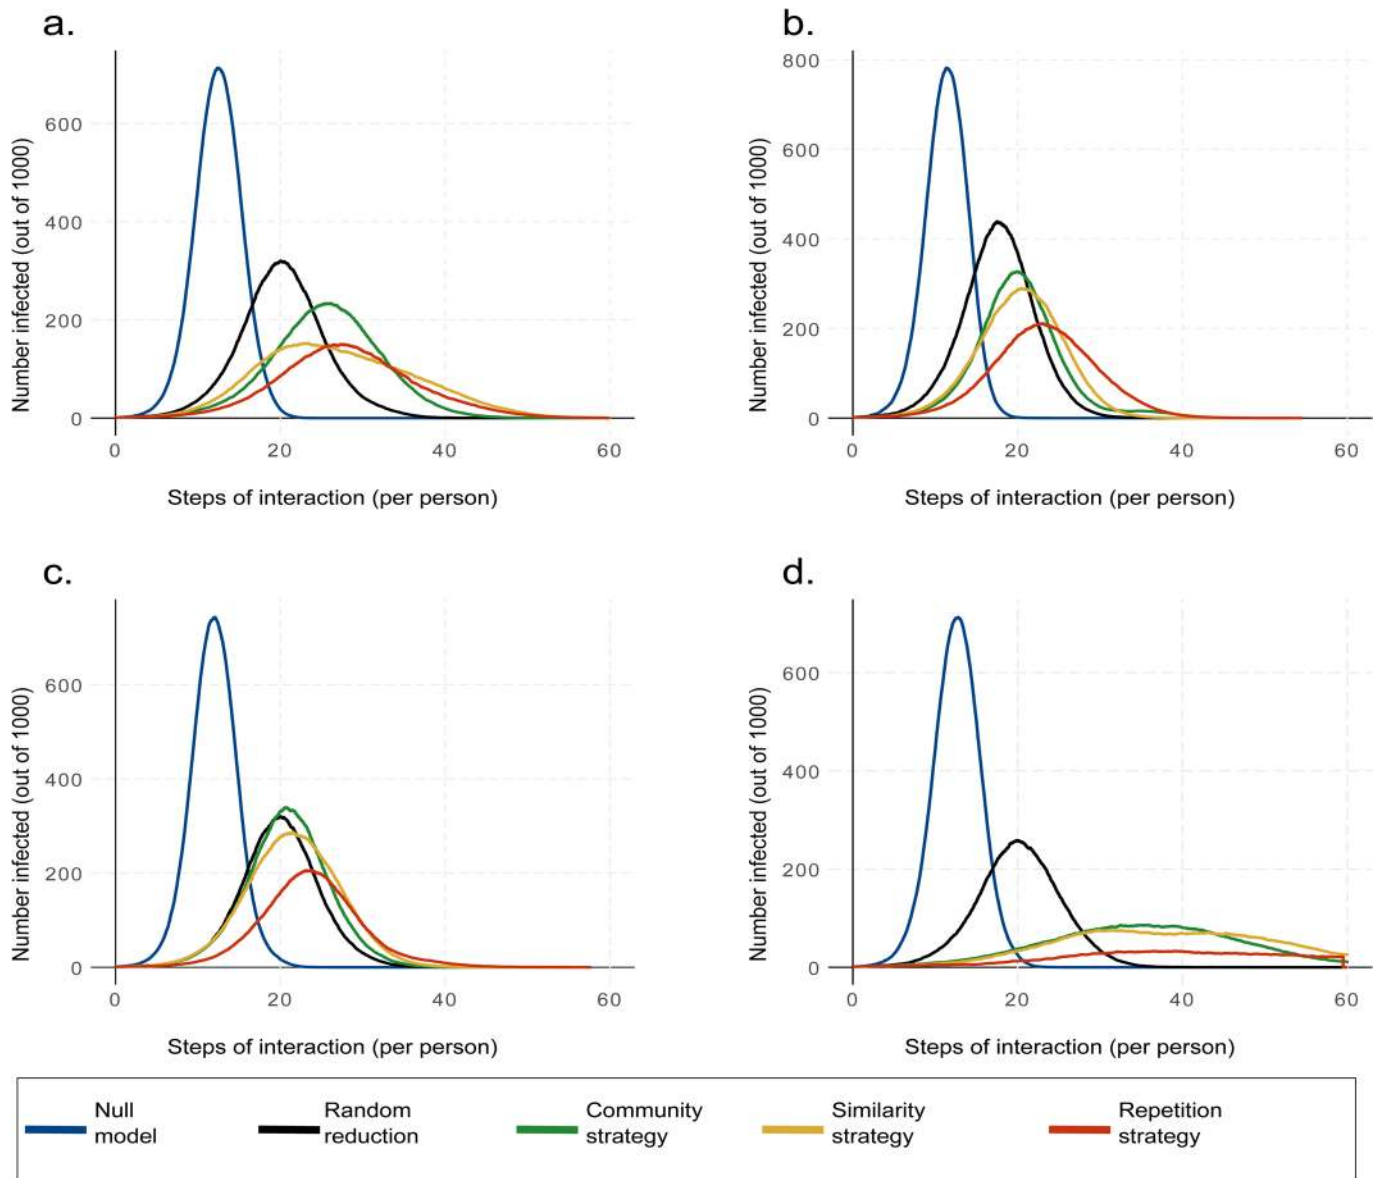 a.
Number infected (out of 1000)
600
400
200
0
0 20 40 60
Steps of interaction (per person)
b.
Number infected (out of 1000)
800
600
400
200
0
0 20 40 60
Steps of interaction (per person)
c.
Number infected (out of 1000)
600
400
200
0
0 20 40 60
Steps of interaction (per person)
d.
Number infected (out of 1000)
600
400
200
0
0 20 40 60
Steps of interaction (per person)
Null
model
Random
reduction
Community
strategy
Similarity
strategy
Repetition
strategy